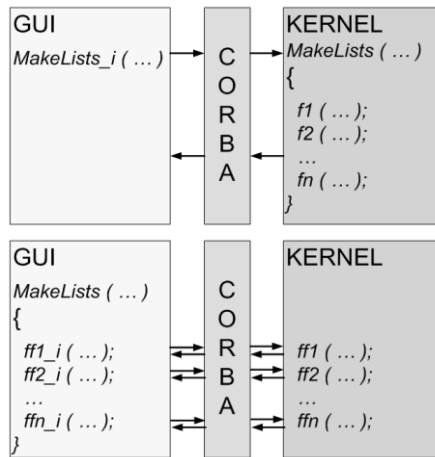 GUI
MakeLists_i ( … )
C
O
R
B
A
KERNEL
MakeLists ( … )
{
f1 ( … );
f2 ( … );
…
fn ( … );
}
GUI
MakeLists ( … )
{
ff1_i ( … );
ff2_i ( … );
…
ffn_i ( … );
}
C
O
R
B
A
KERNEL
ff1 ( … );
ff2 ( … );
…
ffn ( … );